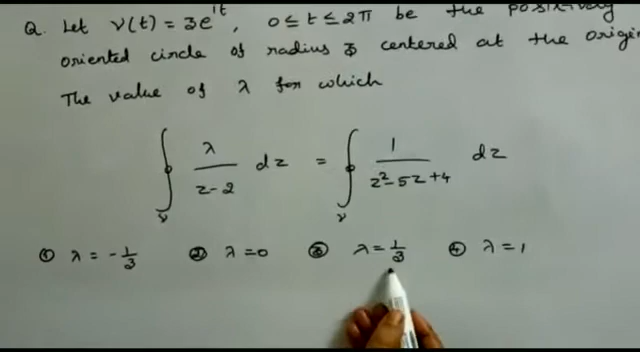 Q. Let γ(t) = 3e^{it}, 0 ≤ t ≤ 2π be the positively
oriented circle of radius 3 centered at the origin
The value of λ for which
∮_γ λ/(z-2) dz = ∮_γ 1/(z²-5z+4) dz
① λ = -1/3 ② λ=0 ③ λ=1/3 ④ λ=1